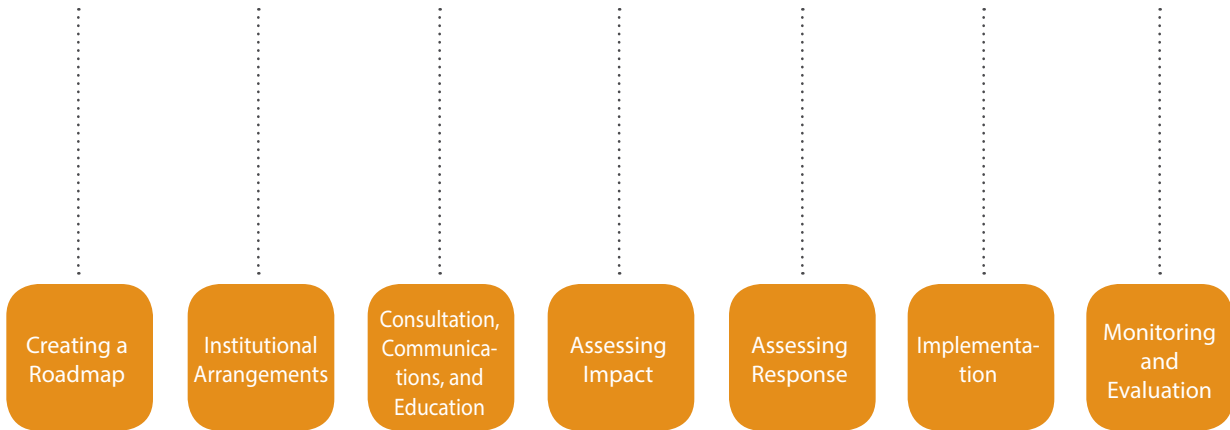 Creating a
Roadmap
Institutional
Arrangements
Consultation,
Communica-
tions, and
Education
Assessing
Impact
Assessing
Response
Implementa-
tion
Monitoring
and
Evaluation